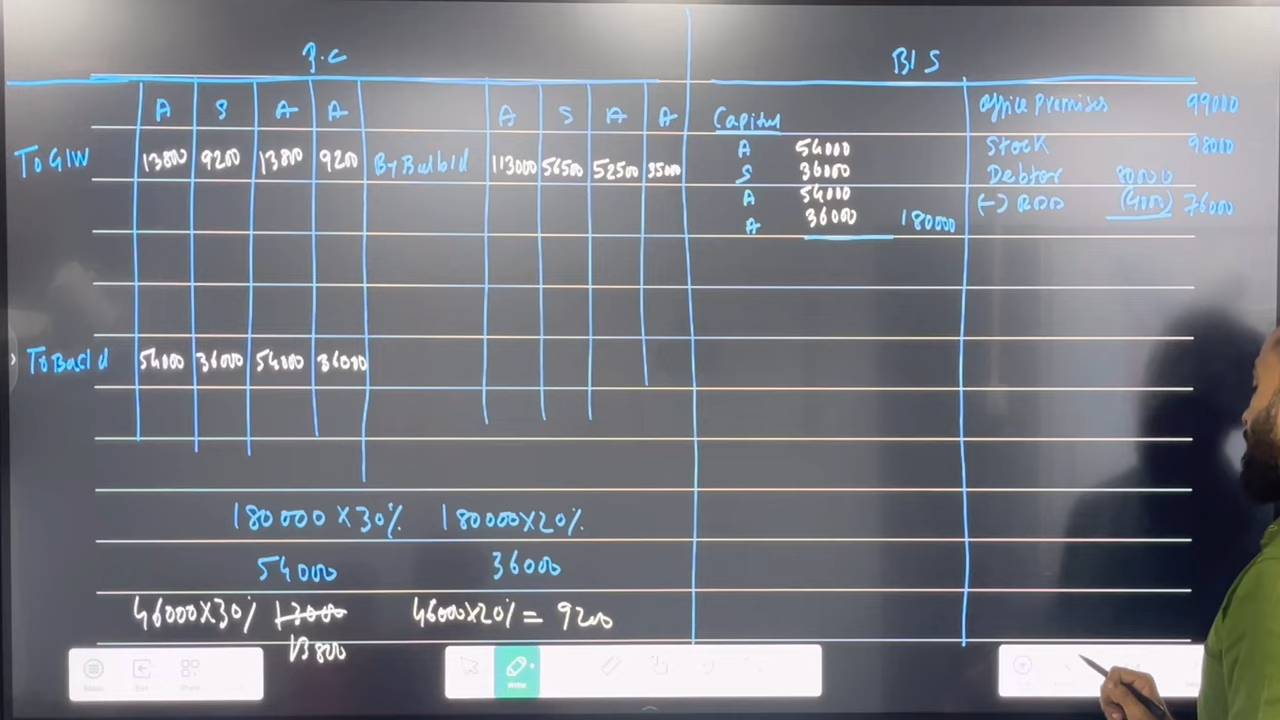 P.C
A S A A A S A A
To G/W 13800 9200 13800 9200 By Bal b/d 113000 56500 52500 35000
To Bal c/d 54000 36000 54000 36000
180000 × 30% 180000 × 20%
54000 36000
46000 × 30% 13000 46000 × 20% = 9200
13800
B/S
Capital
A 54000
S 36000
A 54000
A 36000 180000
Office Premises 99000
Stock 98000
Debtor 80000
(-) RDD (4000) 76000
Write